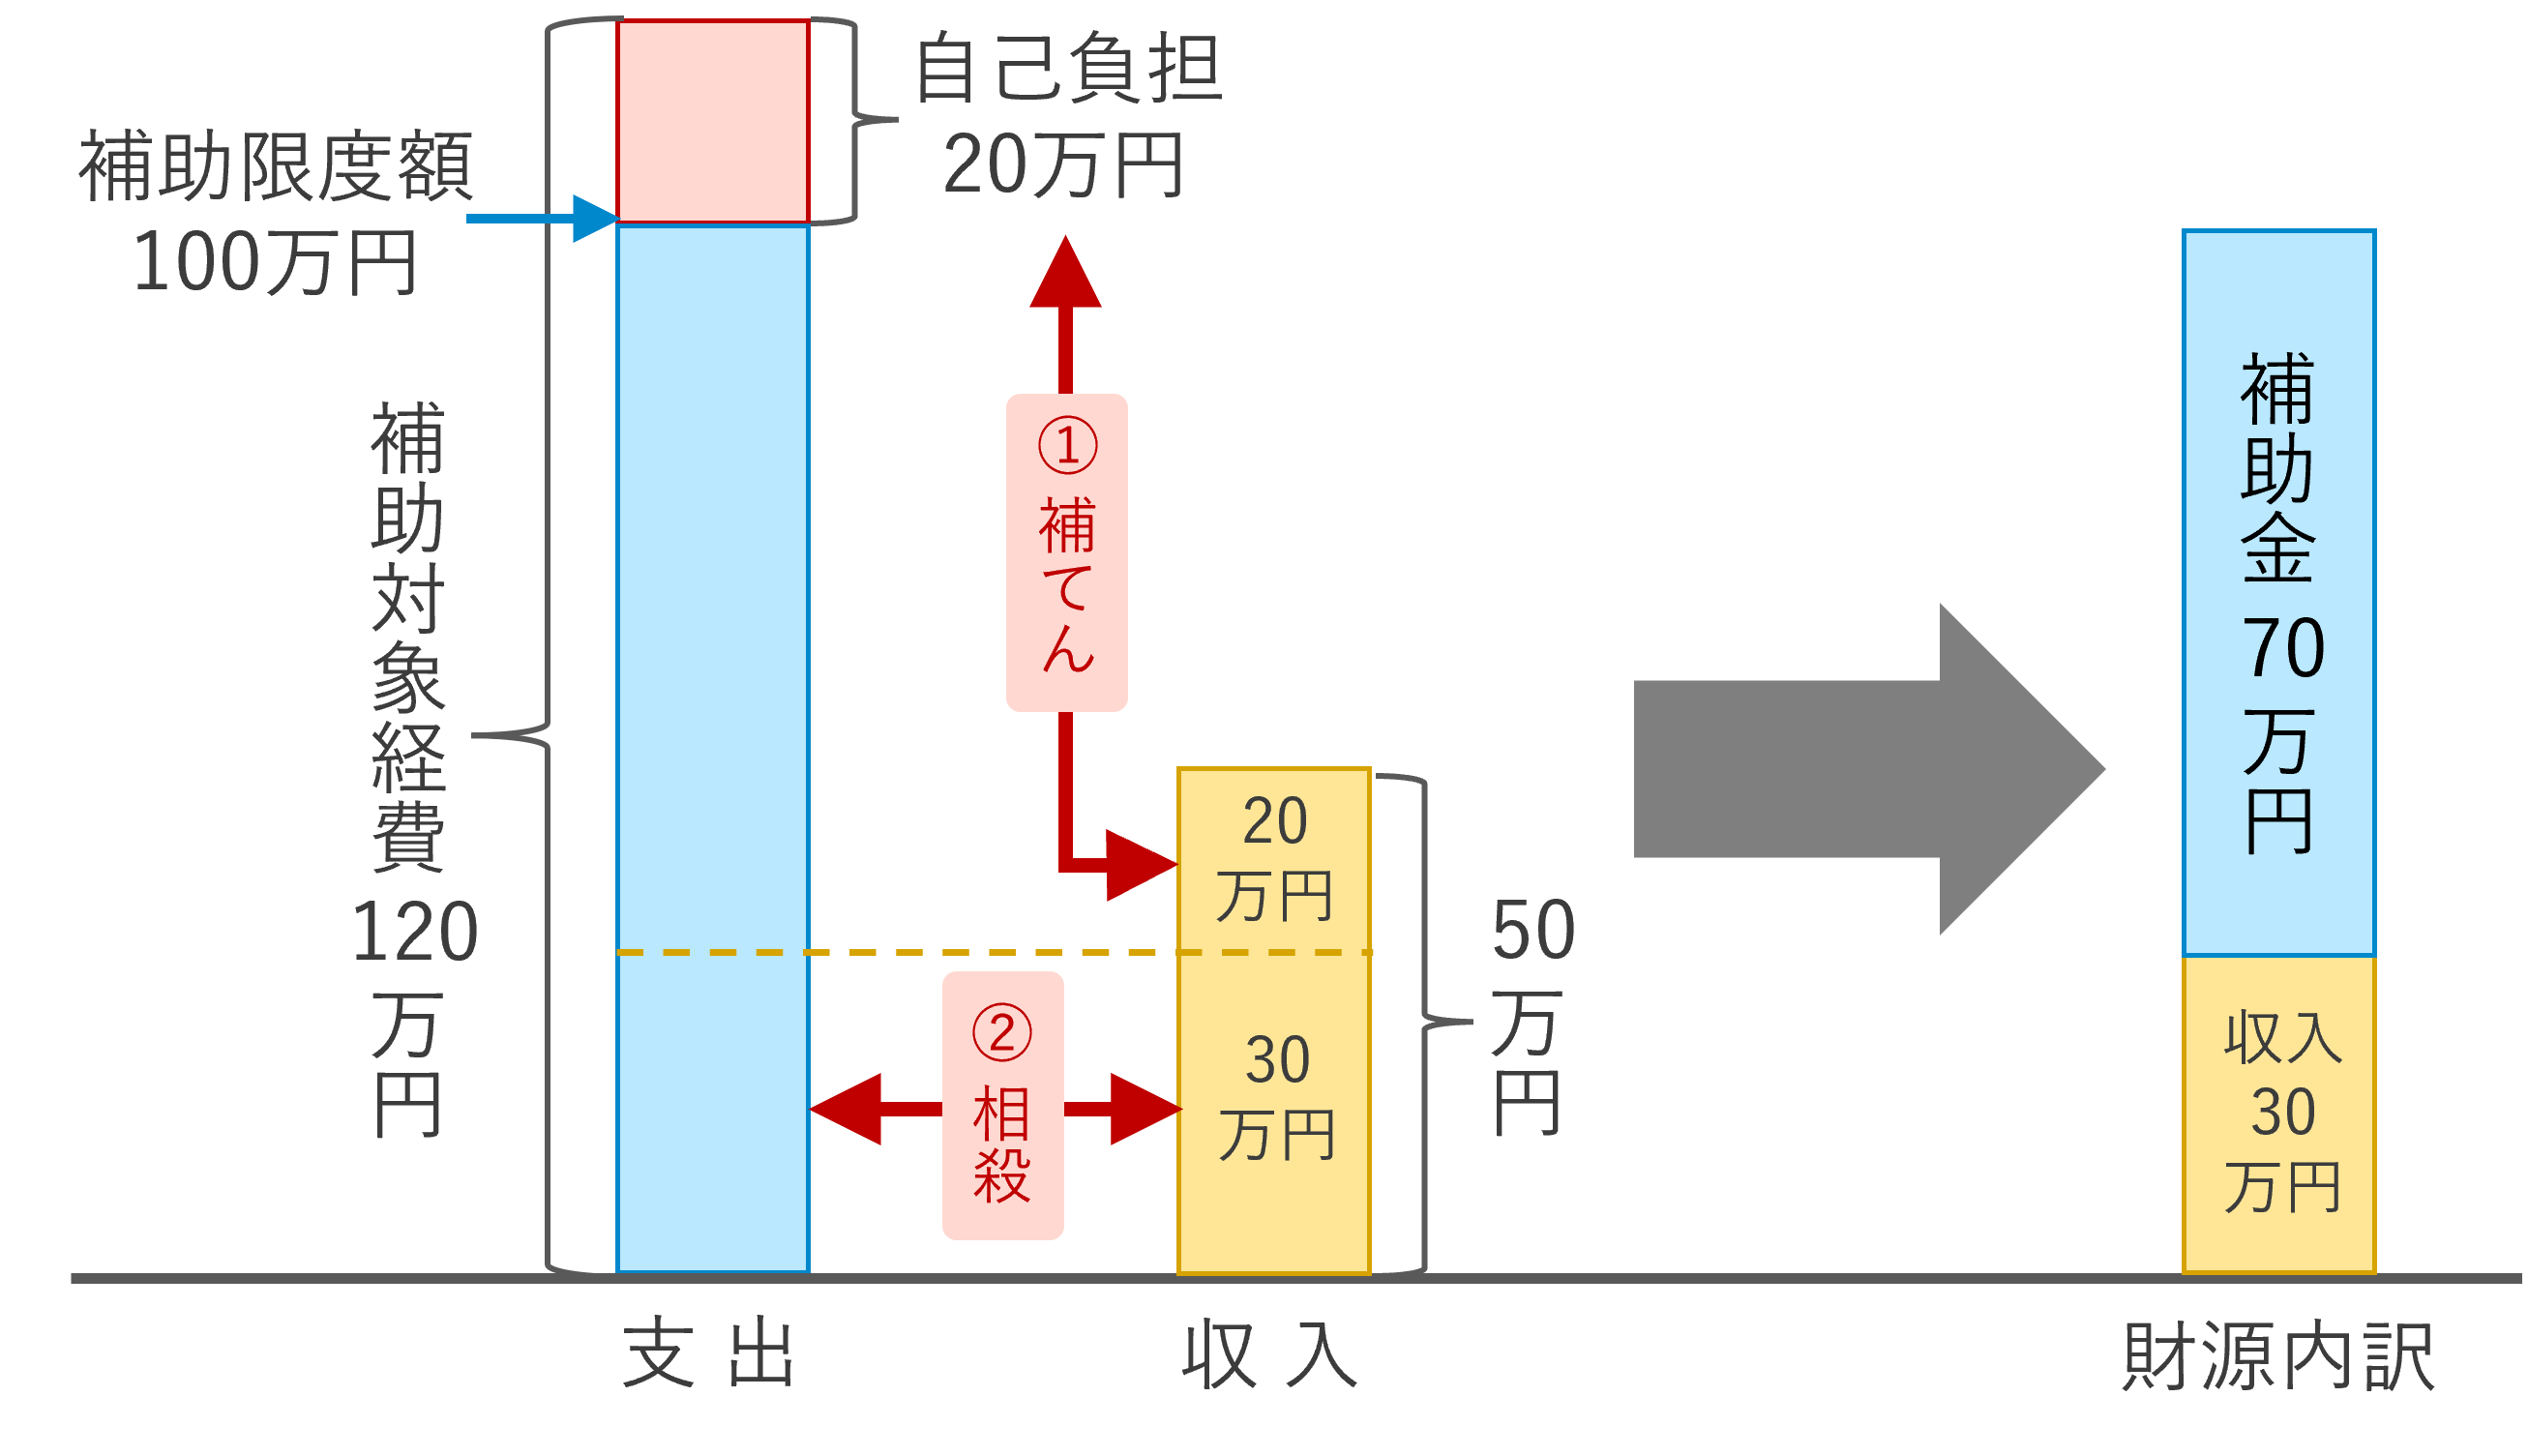 自己負担
20万円
補助限度額
100万円
補助対象経費
120
万円
①補てん
20
万円
②相殺
30
万円
50
万円
補助金
70
万円
収入
30
万円
支出
収入
財源内訳